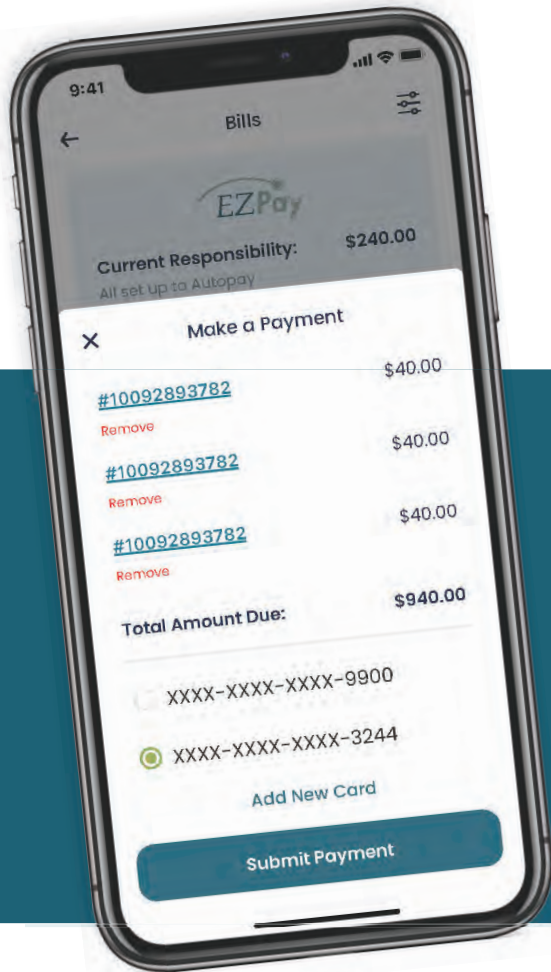 9:41
Bills
EZPay
Current Responsibility: $240.00
All set up to Autopay
Make a Payment
#10092893782 $40.00
Remove
#10092893782 $40.00
Remove
#10092893782 $40.00
Remove
Total Amount Due: $940.00
XXXX-XXXX-XXXX-9900
XXXX-XXXX-XXXX-3244
Add New Card
Submit Payment